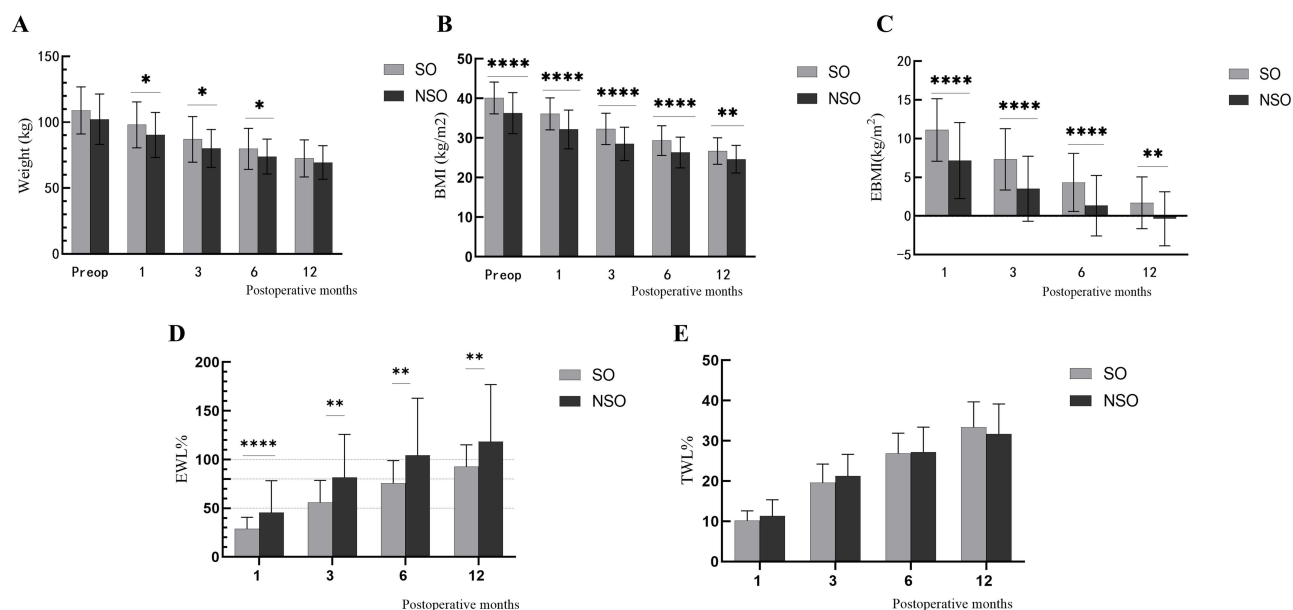 A
Weight (kg)
150
100
50
0
* * *
SO
NSO
Preop 1 3 6 12
Postoperative months
B
BMI (kg/m2)
50
40
30
20
10
0
**** **** **** **** **
SO
NSO
Preop 1 3 6 12
Postoperative months
C
EBMI(kg/m²)
20
15
10
5
0
−5
**** **** **** **
SO
NSO
1 3 6 12
Postoperative months
D
EWL%
200
150
100
50
0
**** ** ** **
SO
NSO
1 3 6 12
Postoperative months
E
TWL%
50
40
30
20
10
0
SO
NSO
1 3 6 12
Postoperative months